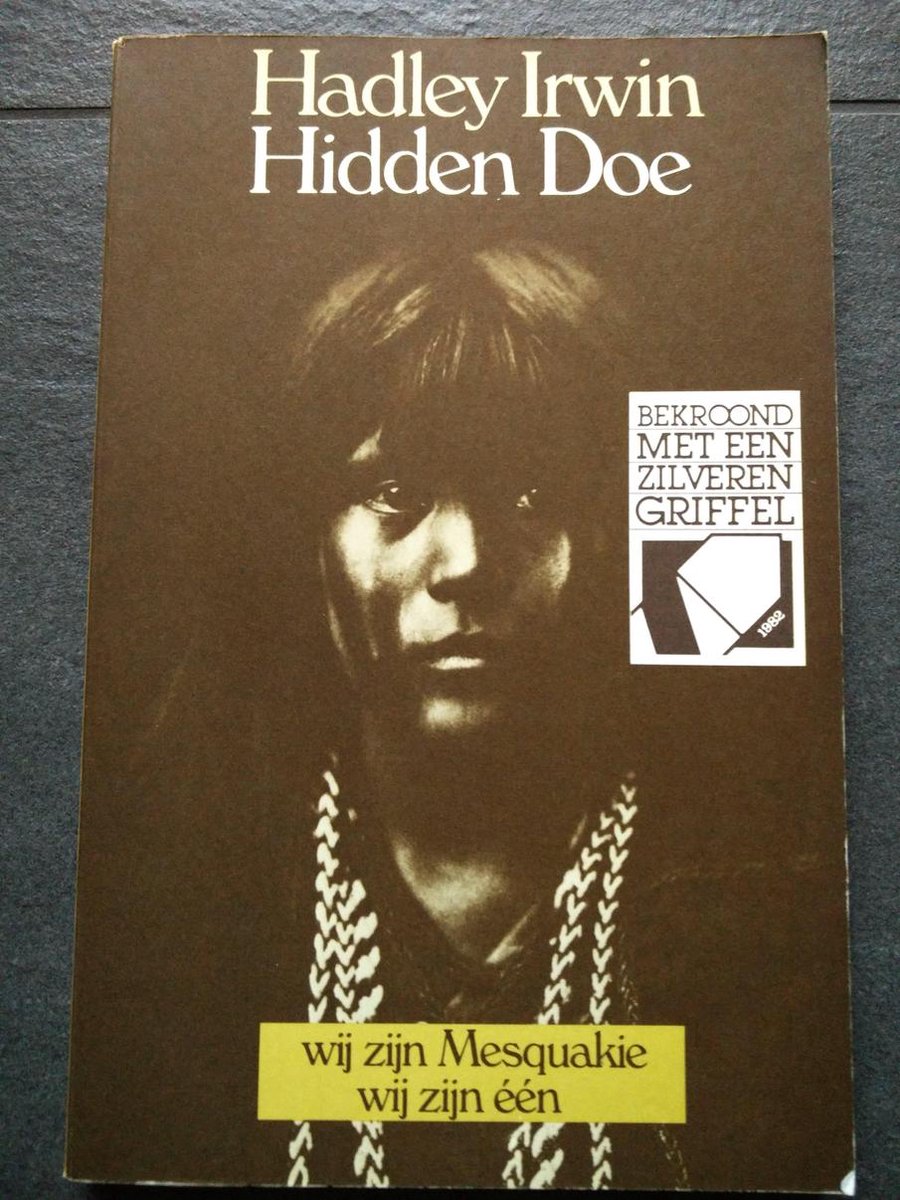 Hadley Irwin
Hidden Doe
BEKROOND
MET EEN
ZILVEREN
GRIFFEL
1982
wij zijn Mesquakie
wij zijn één